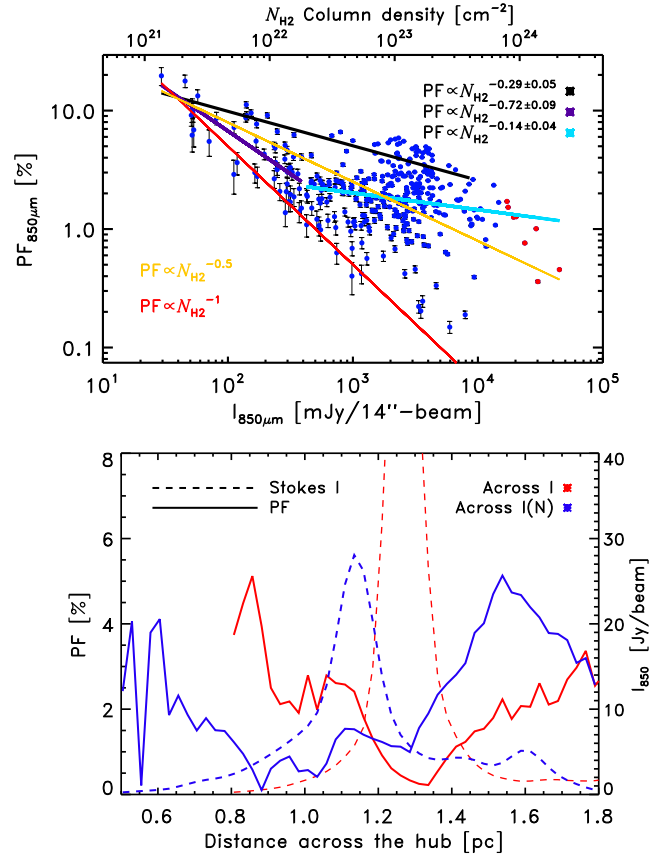 N_H2 Column density [cm^-2]
10^21 10^22 10^23 10^24
PF∝N_H2^-0.29±0.05
PF∝N_H2^-0.72±0.09
PF∝N_H2^-0.14±0.04
10.0
1.0
0.1
PF_850μm [%]
PF∝N_H2^-0.5
PF∝N_H2^-1
10^1 10^2 10^3 10^4 10^5
I_850μm [mJy/14''-beam]
Stokes I
PF
Across I
Across I(N)
8
6
4
2
0
PF [%]
40
30
20
10
0
I_850 [Jy/beam]
0.6 0.8 1.0 1.2 1.4 1.6 1.8
Distance across the hub [pc]